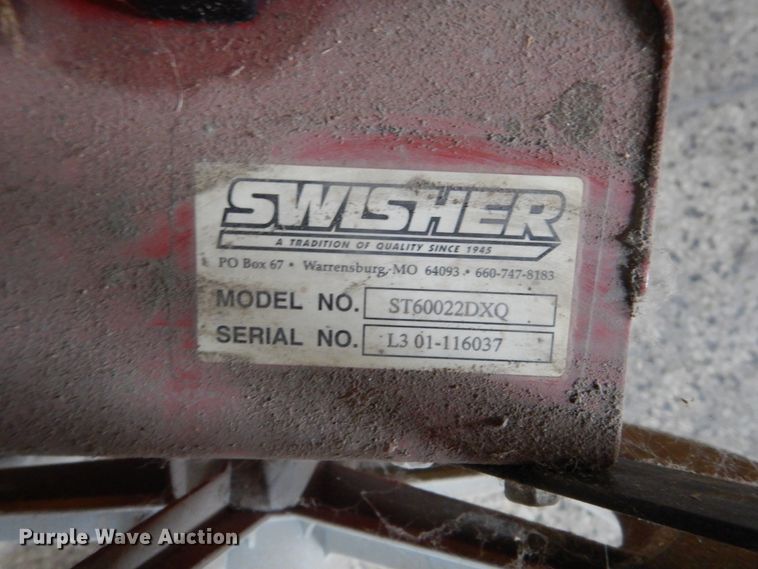 SWISHER
A TRADITION OF QUALITY SINCE 1945
PO Box 67 • Warrensburg, MO 64093 • 660-747-8183
MODEL NO. ST60022DXQ
SERIAL NO. L3 01-116037
Purple Wave Auction